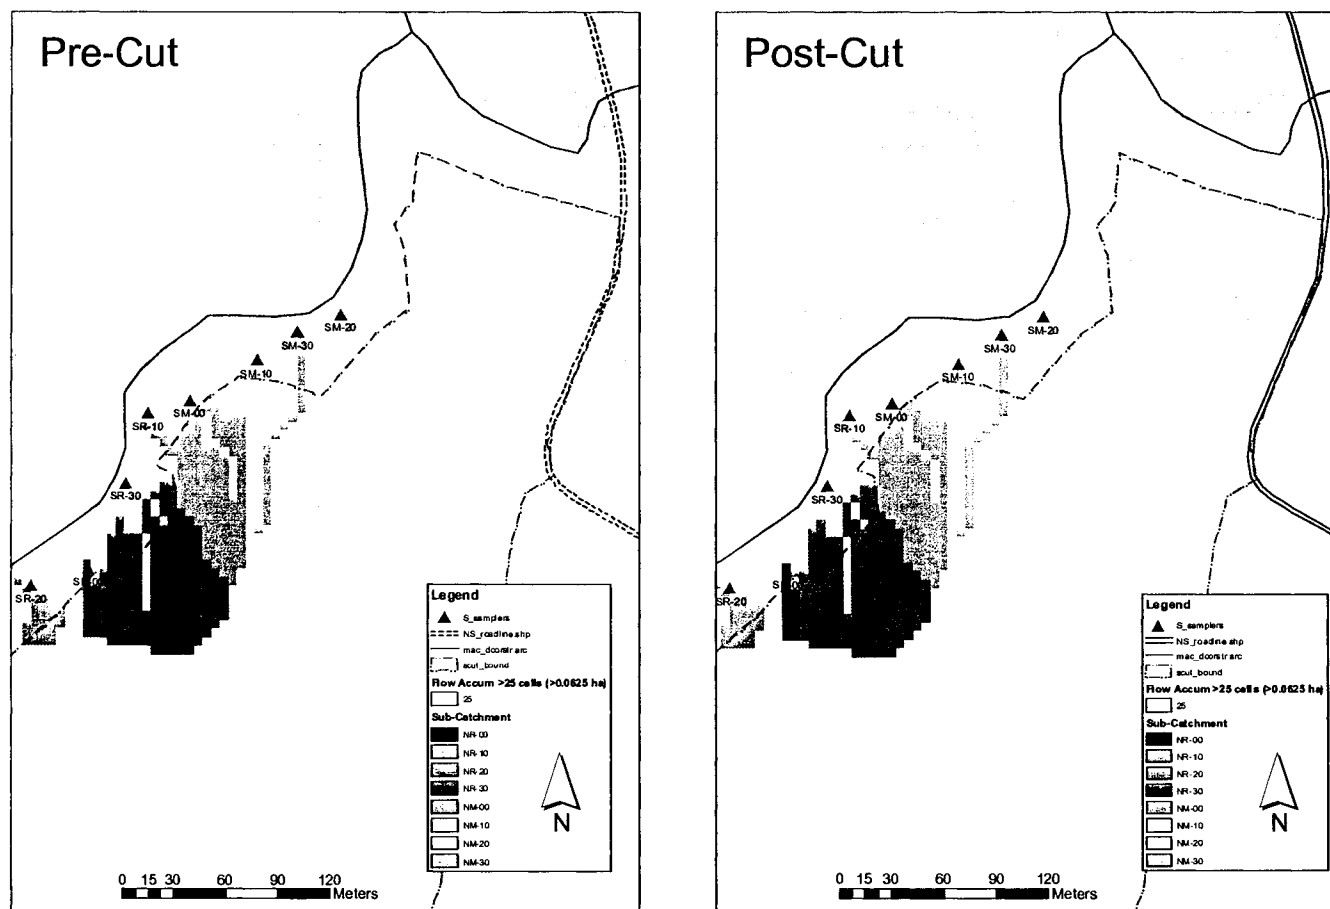 Pre-Cut
SM-20
SM-30
SM-10
SM-00
SR-10
SR-30
SR-20
Legend
S_samplers
NS_roadline.shp
mac_doorstr.arc
scut_bound
Flow Accum >25 cells (>0.0625 ha)
25
Sub-Catchment
NR-00
NR-10
NR-20
NR-30
NM-00
NM-10
NM-20
NM-30
N
0 15 30 60 90 120
Meters
Post-Cut
SM-20
SM-30
SM-10
SM-00
SR-10
SR-30
SR-20
Legend
S_samplers
NS_roadline.shp
mac_doorstr.arc
scut_bound
Flow Accum >25 cells (>0.0625 ha)
25
Sub-Catchment
NR-00
NR-10
NR-20
NR-30
NM-00
NM-10
NM-20
NM-30
N
0 15 30 60 90 120
Meters